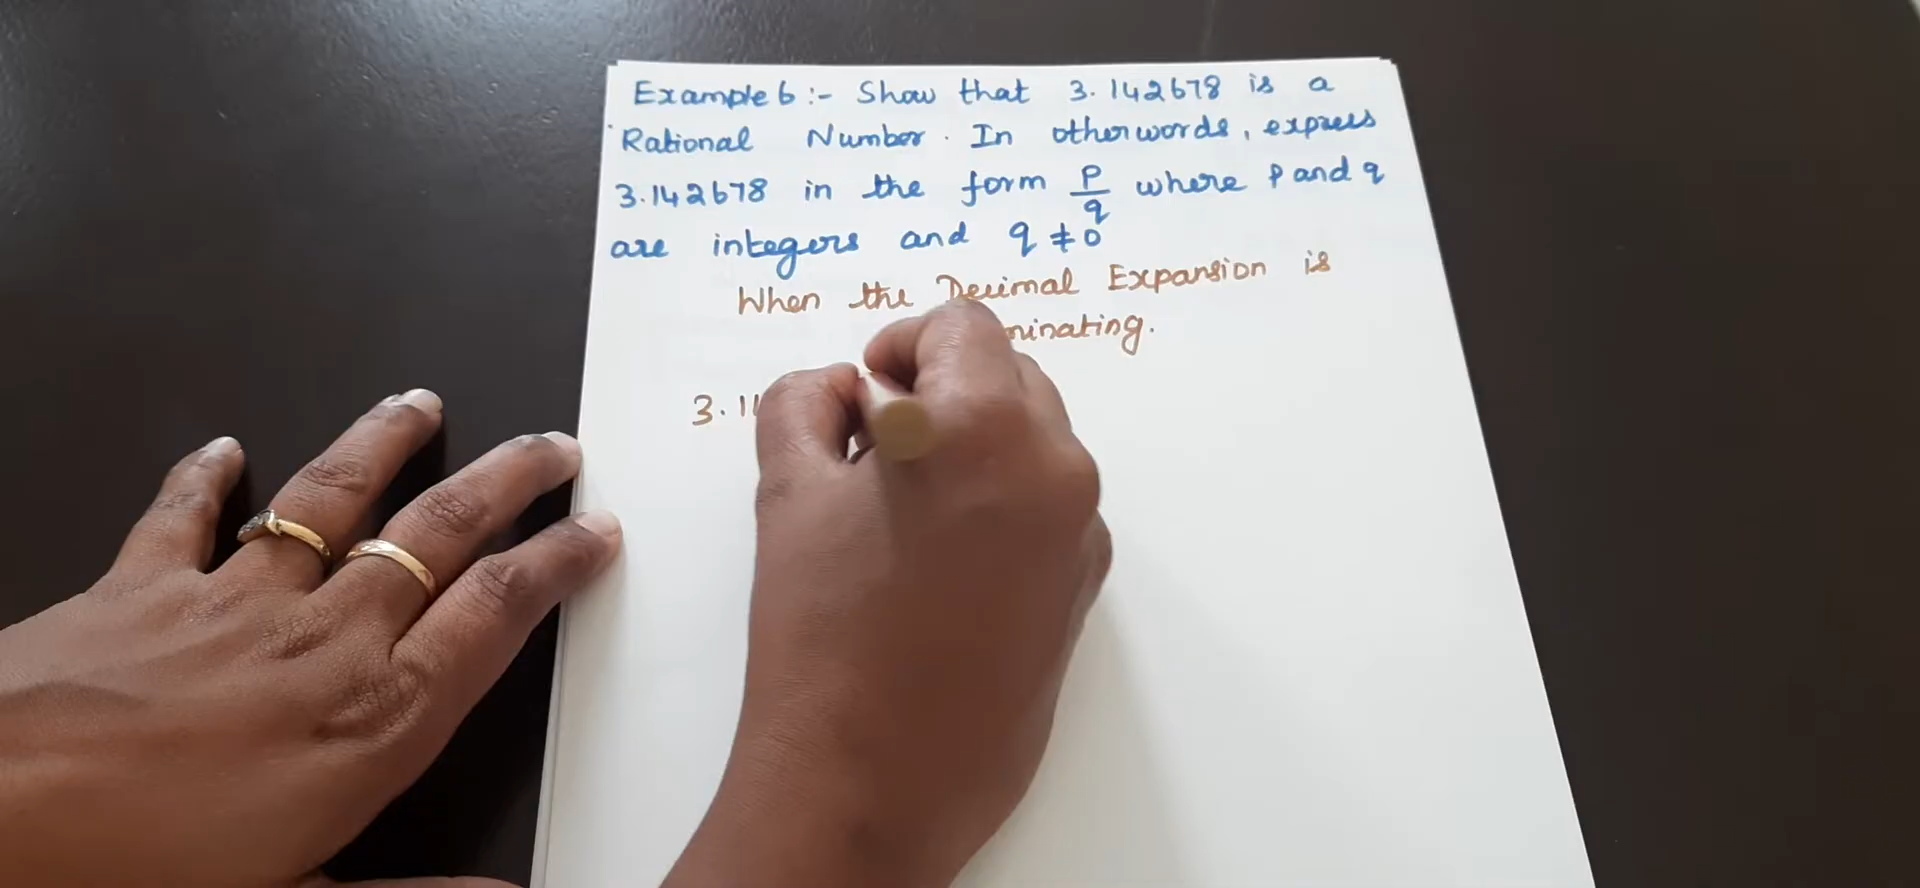 Example 6 :- Show that 3.142678 is a
Rational Number. In otherwords, express
3.142678 in the form p/q where p and q
are integers and q ≠ 0
When the Decimal Expansion is
minating.
3.1